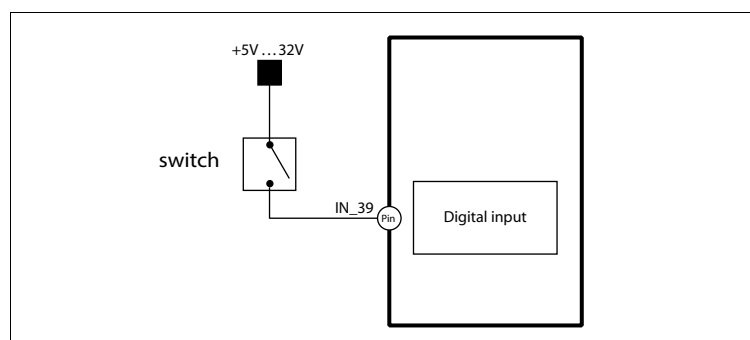 +5V …32V
switch
IN_39
Pin
Digital input